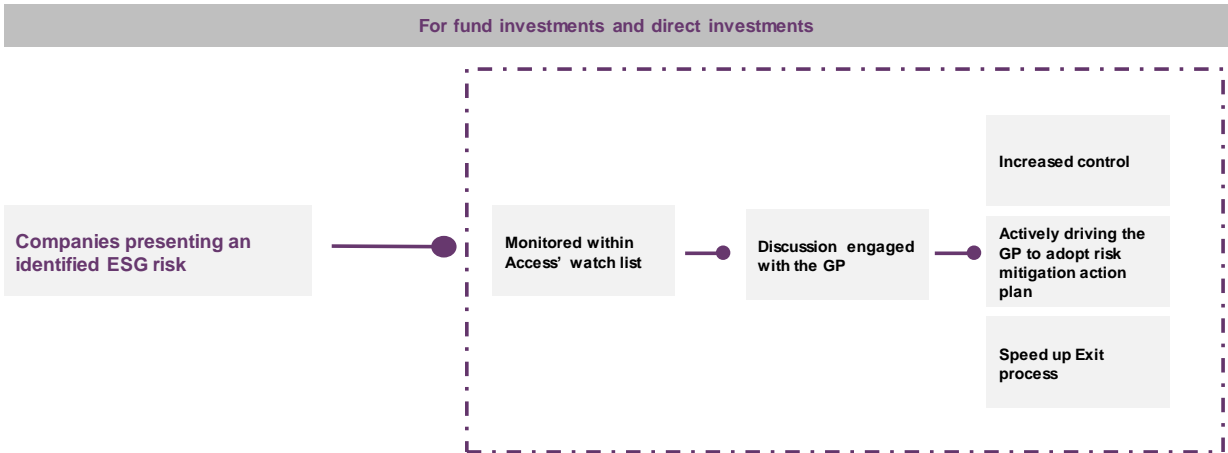 For fund investments and direct investments
Companies presenting an
identified ESG risk
Monitored within
Access’ watch list
Discussion engaged
with the GP
Increased control
Actively driving the
GP to adopt risk
mitigation action
plan
Speed up Exit
process